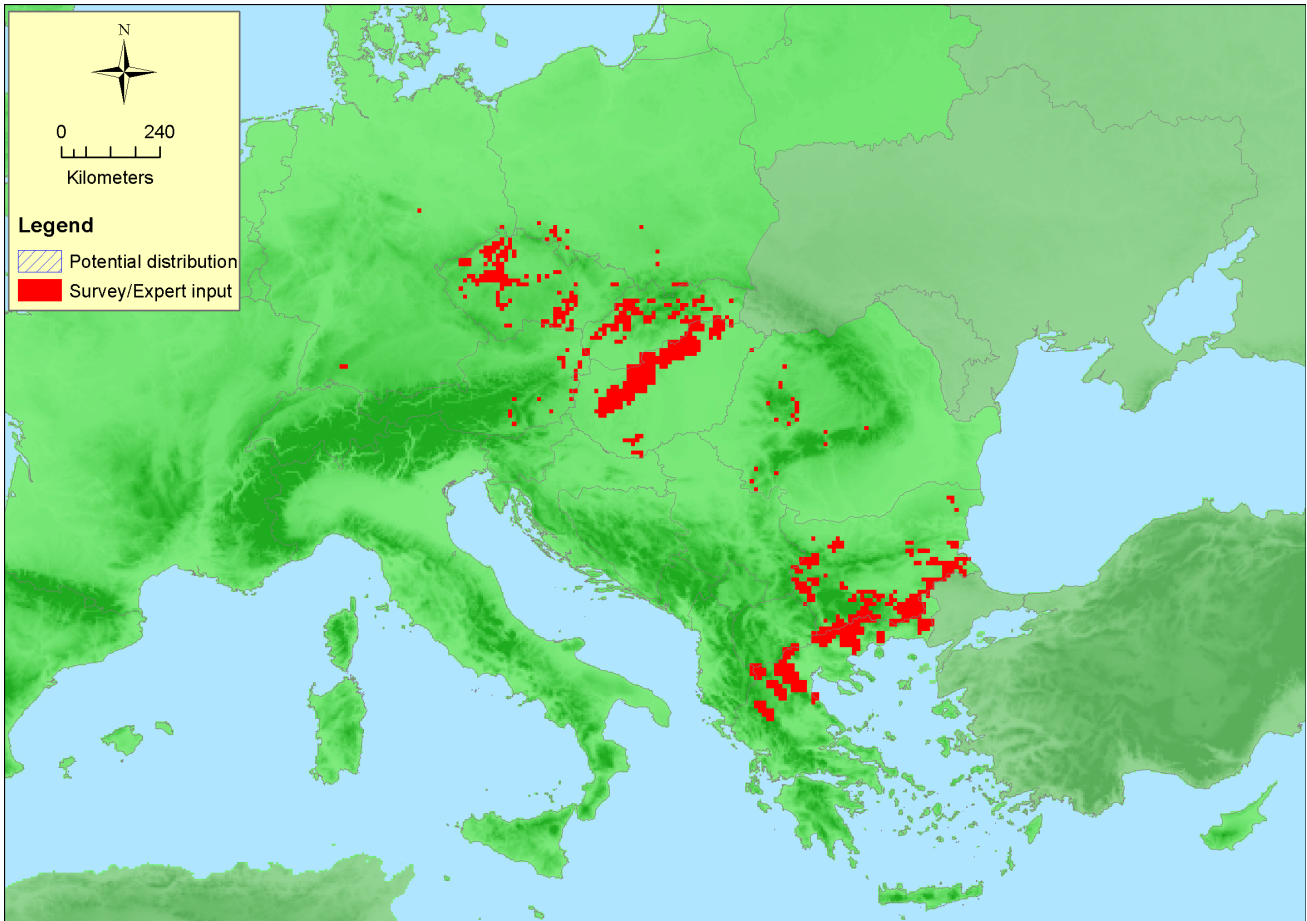 N
0 240
Kilometers
Legend
Potential distribution
Survey/Expert input